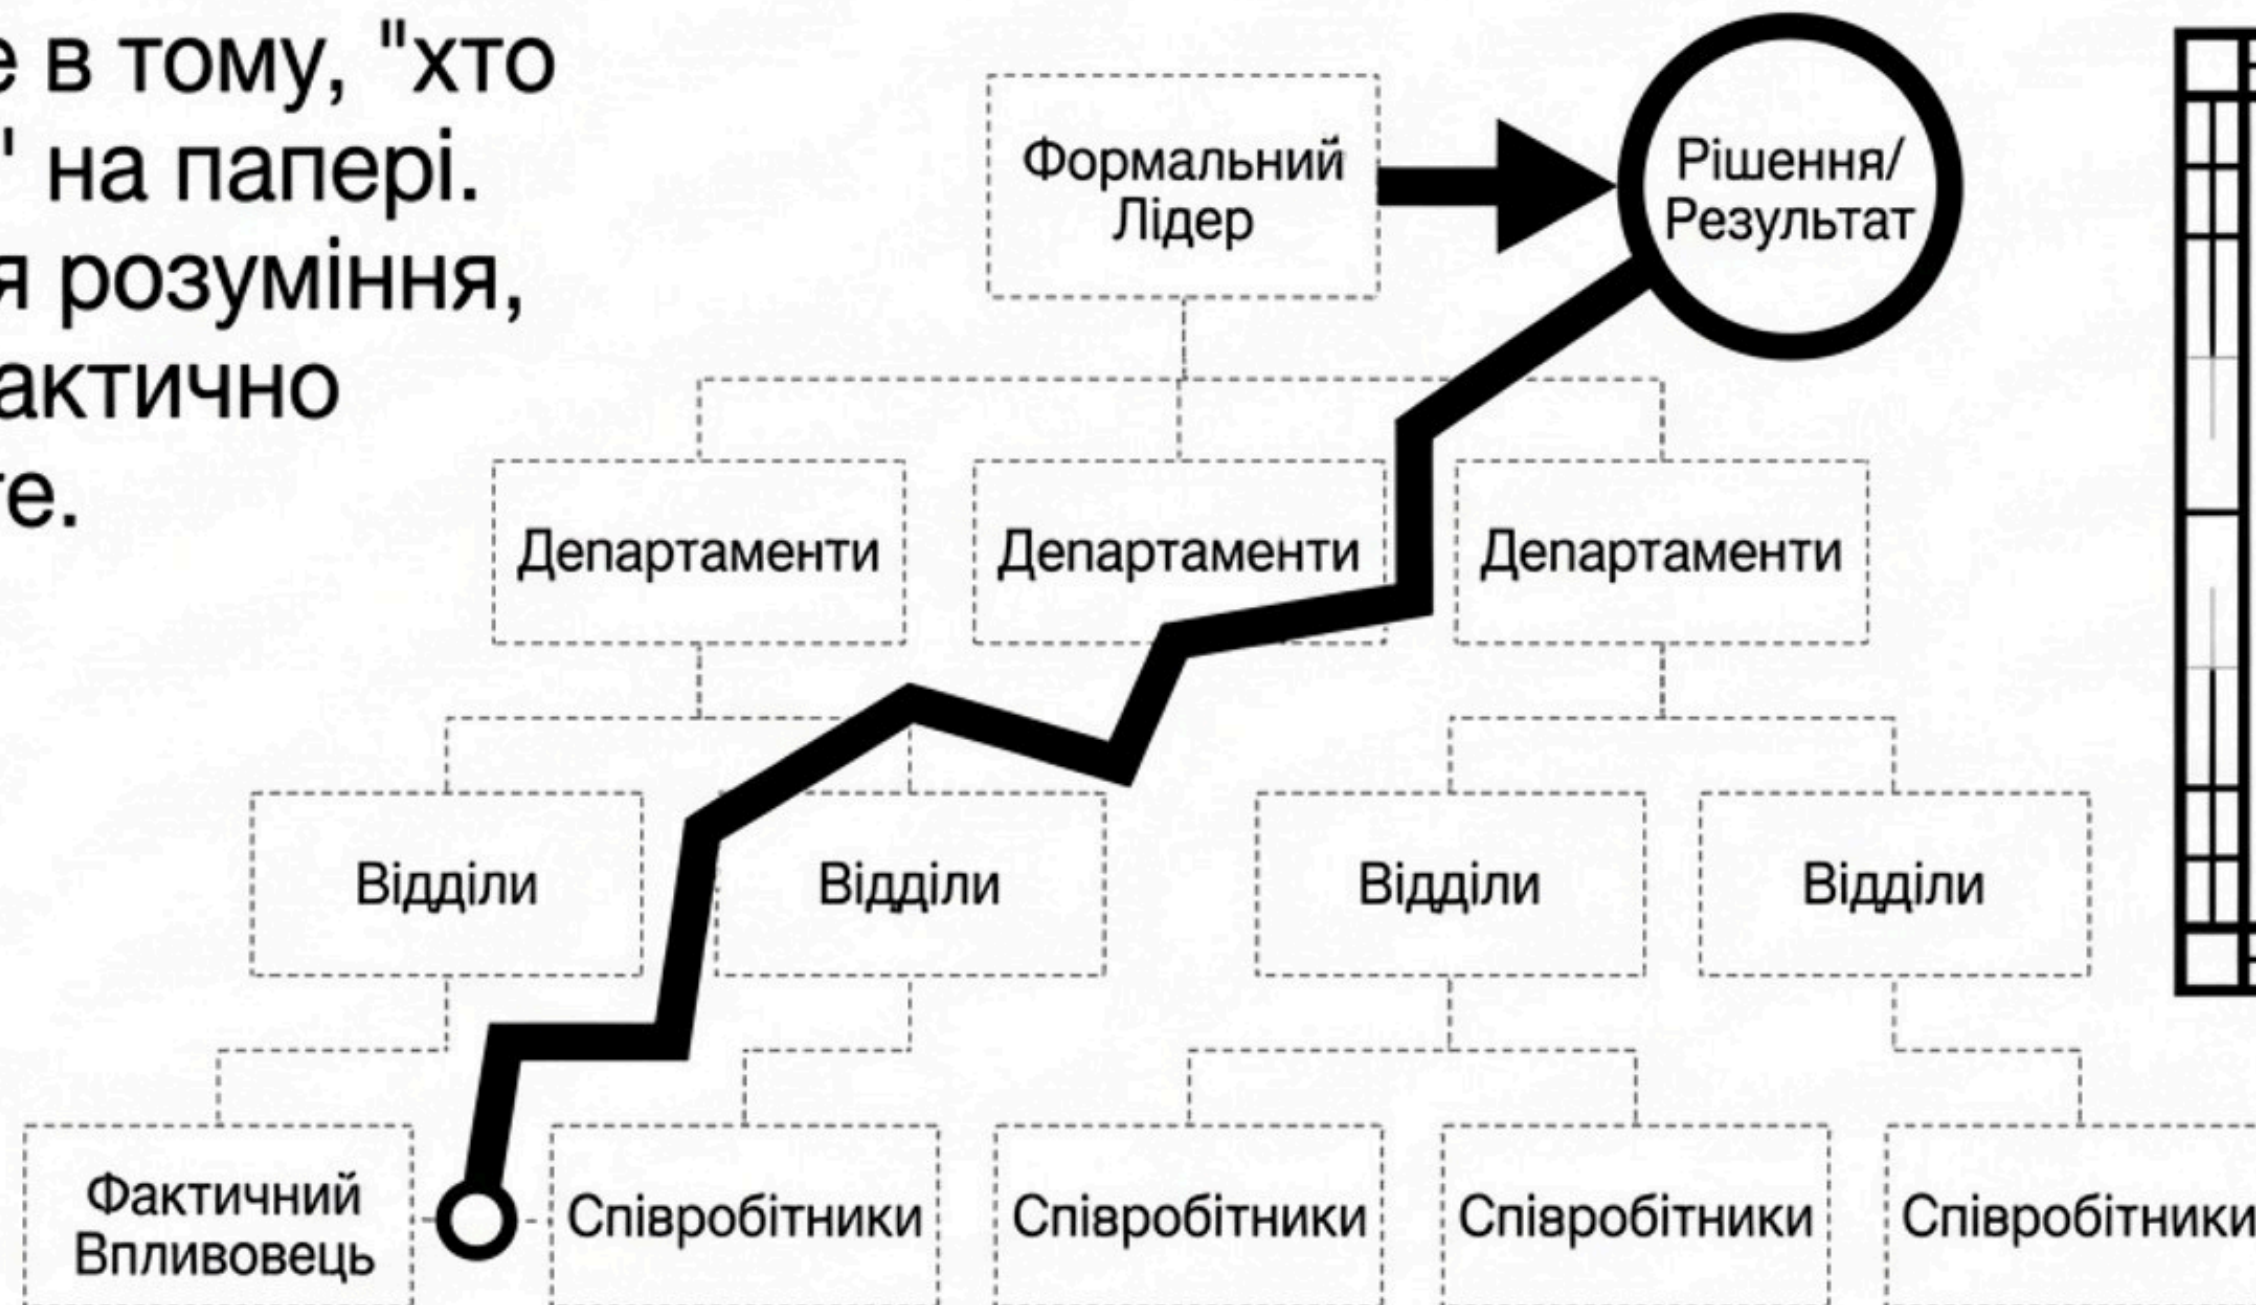 е в тому, "хто
" на папері.
я розуміння,
актично
те.
Формальний
Лідер
Рішення/
Результат
Департаменти
Департаменти
Департаменти
Відділи
Відділи
Відділи
Відділи
Фактичний
Впливовець
Співробітники
Співробітники
Співробітники
Співробітники